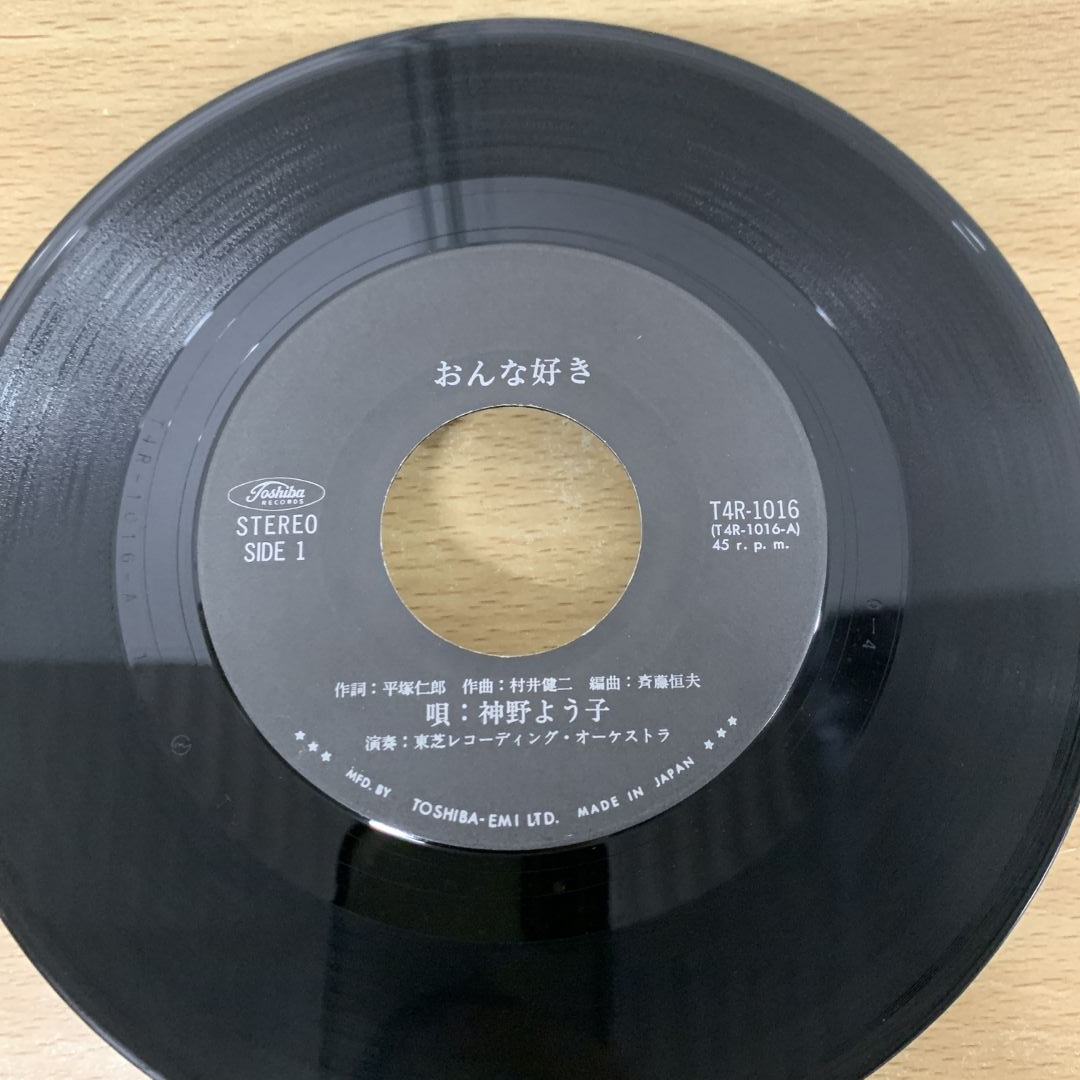 おんな好き
Toshiba
RECORDS
STEREO
SIDE 1
T4R-1016
(T4R-1016-A)
45 r. p. m.
作詞：平塚仁郎 作曲：村井健二 編曲：斉藤恒夫
唄：神野よう子
演奏：東芝レコーディング・オーケストラ
MFD. BY TOSHIBA-EMI LTD. MADE IN JAPAN
T4R-1016-A